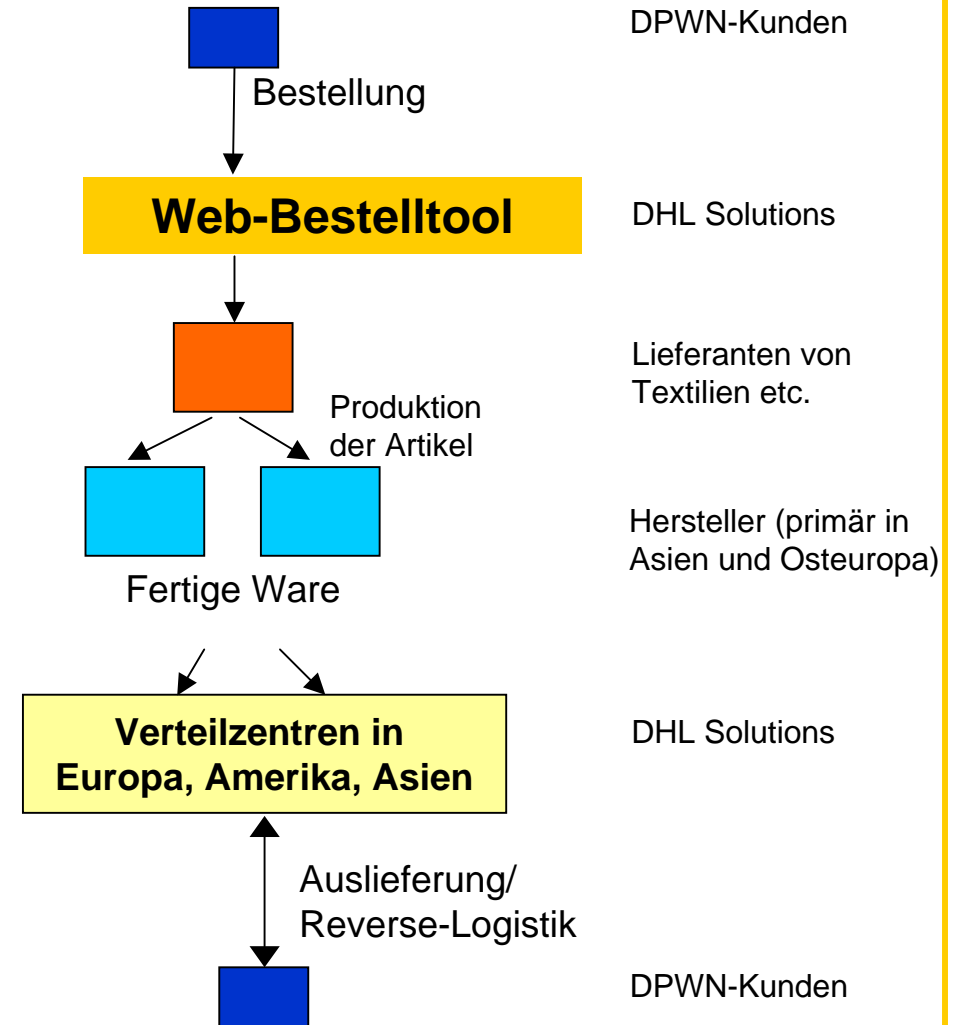 DPWN-Kunden
Bestellung
Web-Bestelltool
DHL Solutions
Lieferanten von
Textilien etc.
Produktion
der Artikel
Hersteller (primär in
Asien und Osteuropa)
Fertige Ware
Verteilzentren in
Europa, Amerika, Asien
DHL Solutions
Auslieferung/
Reverse-Logistik
DPWN-Kunden